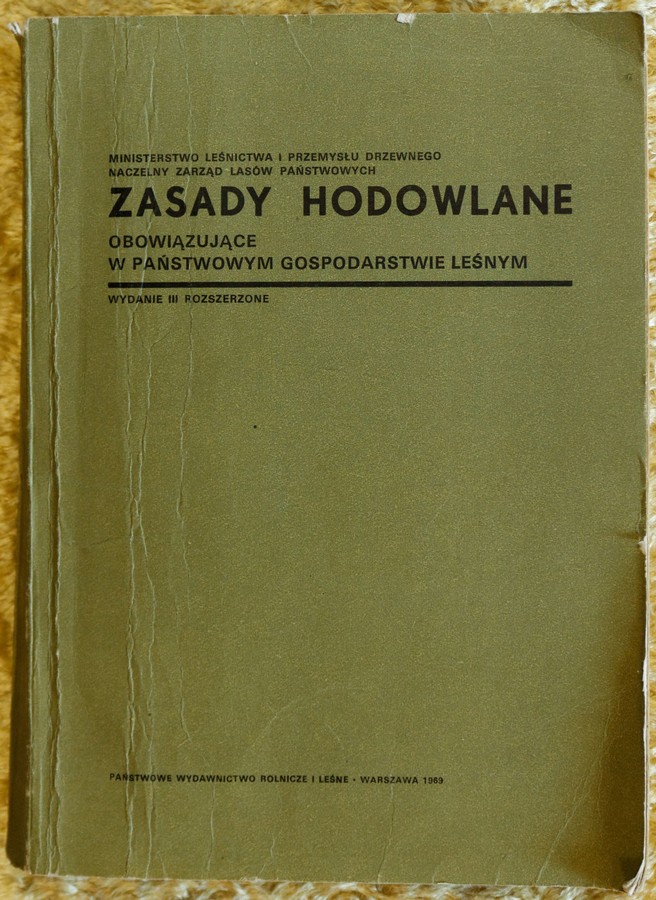 MINISTERSTWO LEŚNICTWA I PRZEMYSŁU DRZEWNEGO
NACZELNY ZARZĄD LASÓW PAŃSTWOWYCH
ZASADY HODOWLANE
OBOWIĄZUJĄCE
W PAŃSTWOWYM GOSPODARSTWIE LEŚNYM
WYDANIE III ROZSZERZONE
PAŃSTWOWE WYDAWNICTWO ROLNICZE I LEŚNE • WARSZAWA 1969